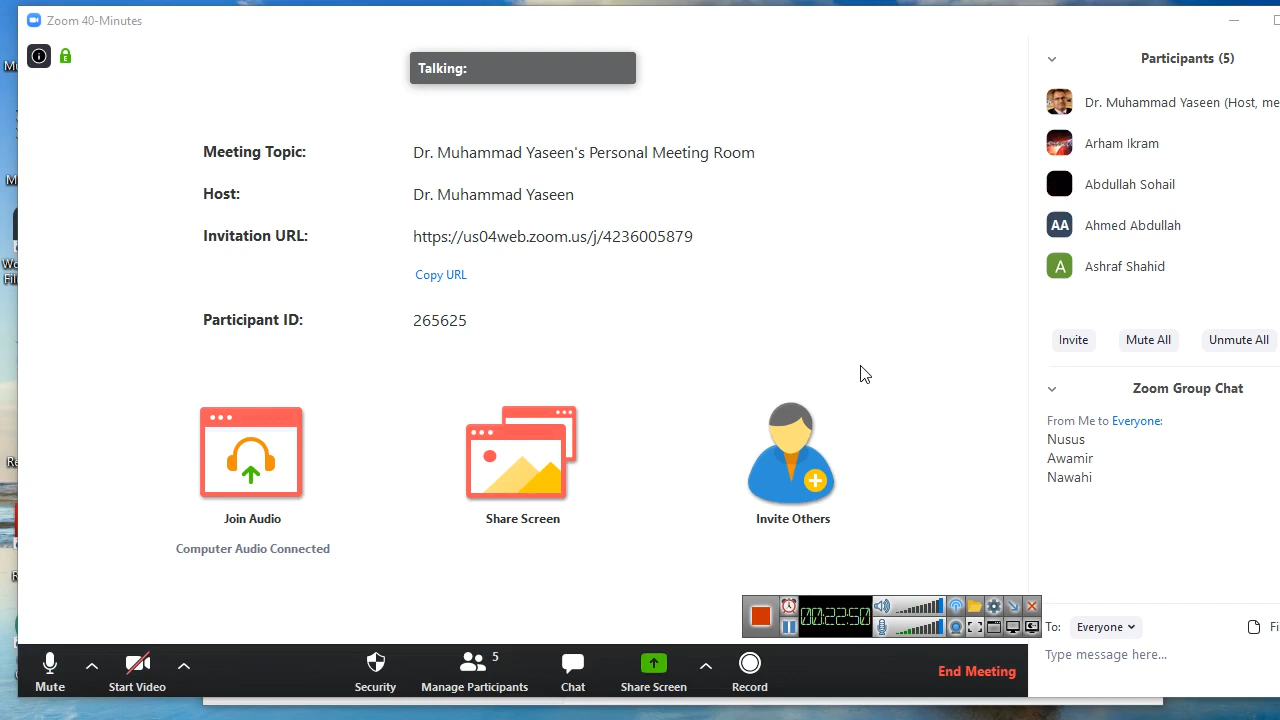 Zoom 40-Minutes
Talking:
Meeting Topic: Dr. Muhammad Yaseen's Personal Meeting Room
Host: Dr. Muhammad Yaseen
Invitation URL: https://us04web.zoom.us/j/4236005879
Copy URL
Participant ID: 265625
Join Audio
Computer Audio Connected
Share Screen
Invite Others
00:22:50
Mute
Start Video
Security
5
Manage Participants
Chat
Share Screen
Record
End Meeting
Participants (5)
Dr. Muhammad Yaseen (Host, me
Arham Ikram
Abdullah Sohail
AA Ahmed Abdullah
A Ashraf Shahid
Invite Mute All Unmute All
Zoom Group Chat
From Me to Everyone:
Nusus
Awamir
Nawahi
To: Everyone Fi
Type message here...